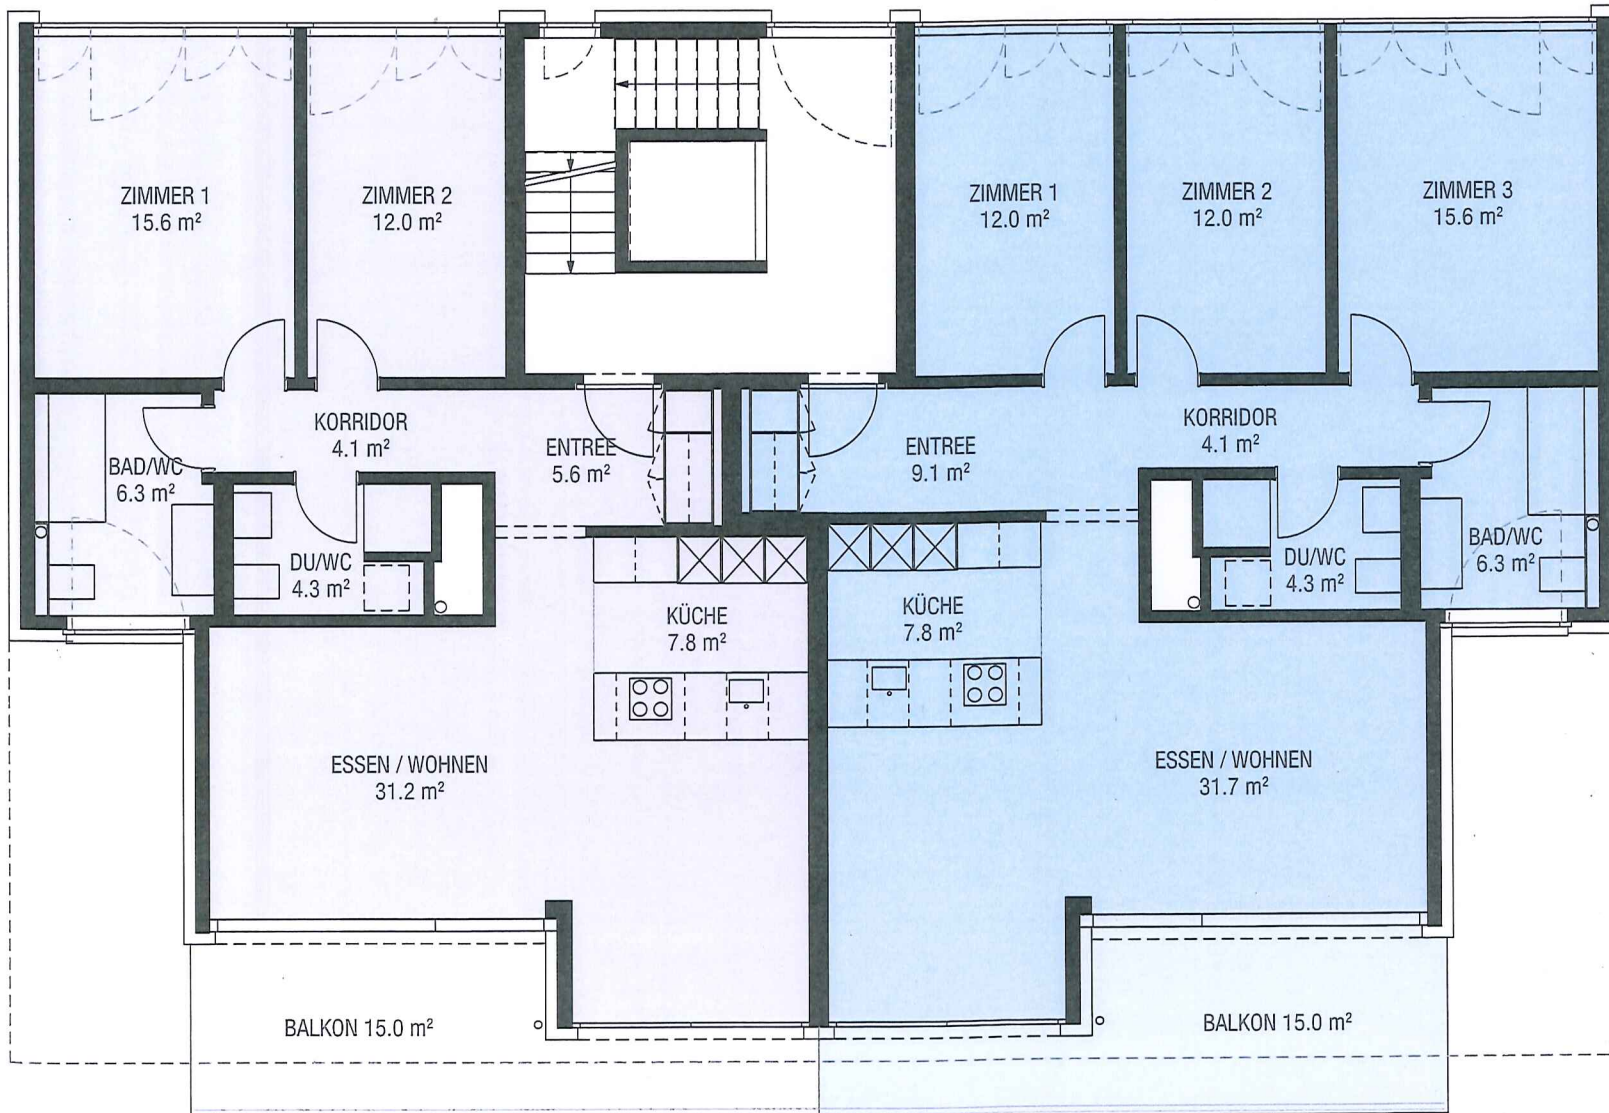 ZIMMER 1
15.6 m²
ZIMMER 2
12.0 m²
ZIMMER 1
12.0 m²
ZIMMER 2
12.0 m²
ZIMMER 3
15.6 m²
KORRIDOR
4.1 m²
BAD/WC
6.3 m²
ENTREE
5.6 m²
DU/WC
4.3 m²
KÜCHE
7.8 m²
ESSEN / WOHNEN
31.2 m²
BALKON 15.0 m²
ENTREE
9.1 m²
KORRIDOR
4.1 m²
BAD/WC
6.3 m²
DU/WC
4.3 m²
KÜCHE
7.8 m²
ESSEN / WOHNEN
31.7 m²
BALKON 15.0 m²